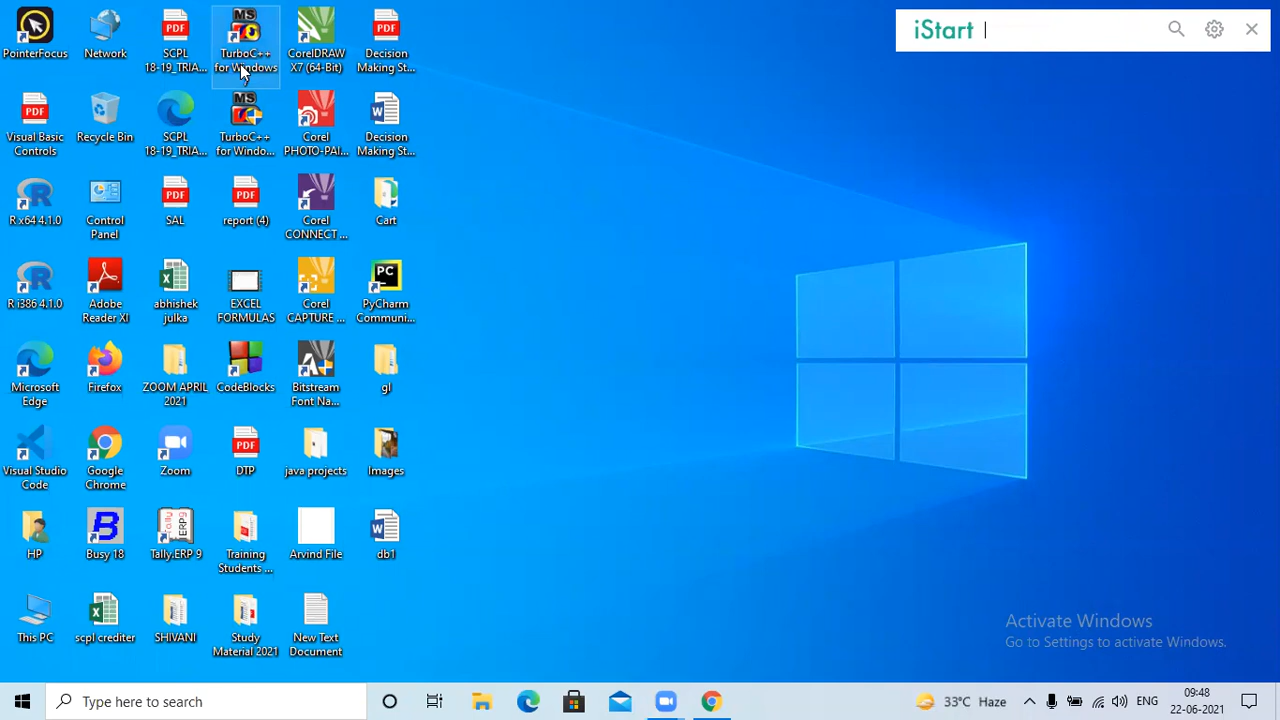 PointerFocus
Network
SCPL
18-19_TRIA...
MS
TurboC++
for Windows
7
CorelDRAW
X7 (64-Bit)
Decision
Making St...
iStart
Visual Basic
Controls
Recycle Bin
SCPL
18-19_TRIA...
MS
TurboC++
for Windo...
Corel
PHOTO-PAI...
Decision
Making St...
R x64 4.1.0
Control
Panel
SAL
report (4)
Corel
CONNECT ...
Cart
R i386 4.1.0
Adobe
Reader XI
abhishek
julka
EXCEL
FORMULAS
Corel
CAPTURE ...
PyCharm
Communi...
Microsoft
Edge
Firefox
ZOOM APRIL
2021
CodeBlocks
Bitstream
Font Na...
gl
Visual Studio
Code
Google
Chrome
Zoom
DTP
java projects
Images
HP
Busy 18
Tally.ERP 9
Training
Students ...
Arvind File
db1
This PC
scpl crediter
SHIVANI
Study
Material 2021
New Text
Document
Activate Windows
Go to Settings to activate Windows.
Type here to search
33°C Haze
ENG
09:48
22-06-2021